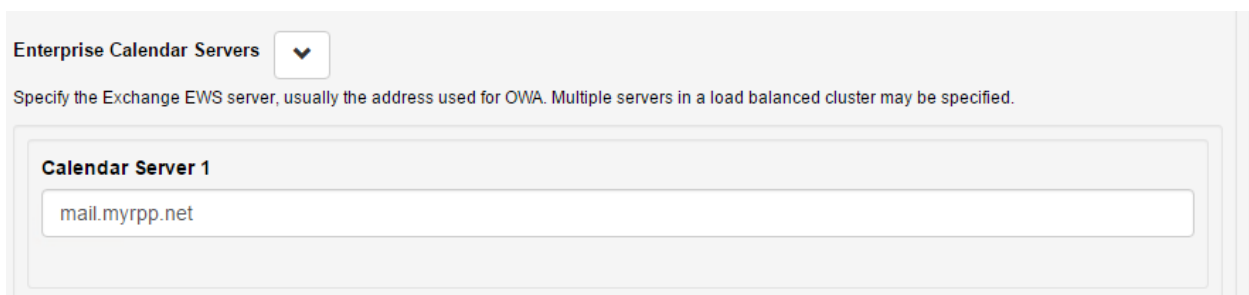 Enterprise Calendar Servers
Specify the Exchange EWS server, usually the address used for OWA. Multiple servers in a load balanced cluster may be specified.
Calendar Server 1
mail.myrpp.net